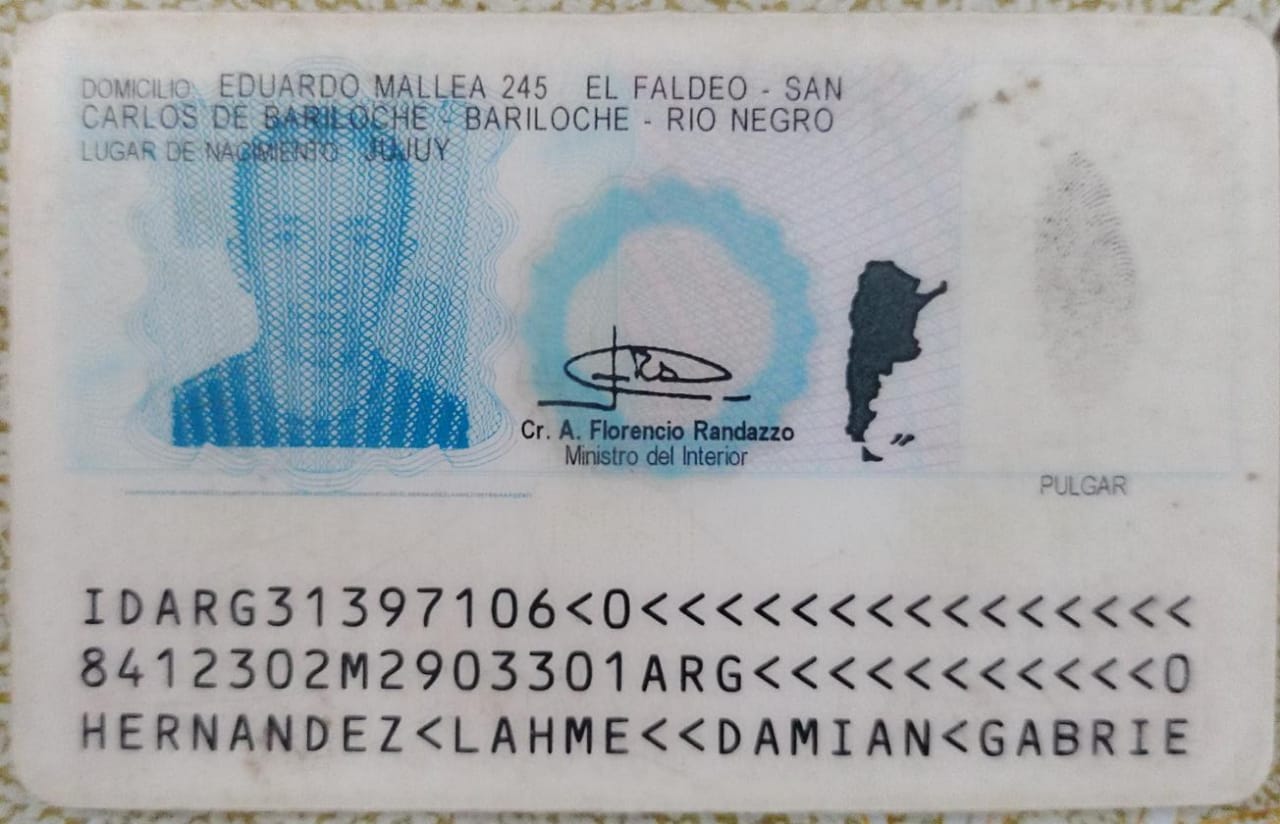 DOMICILIO: EDUARDO MALLEA 245 EL FALDEO - SAN
CARLOS DE BARILOCHE - BARILOCHE - RIO NEGRO
LUGAR DE NACIMIENTO: JUJUY
Cr. A. Florencio Randazzo
Ministro del Interior
PULGAR
IDARG31397106<0<<<<<<<<<<<<<<<
8412302M2903301ARG<<<<<<<<<<<0
HERNANDEZ<LAHME<<DAMIAN<GABRIE